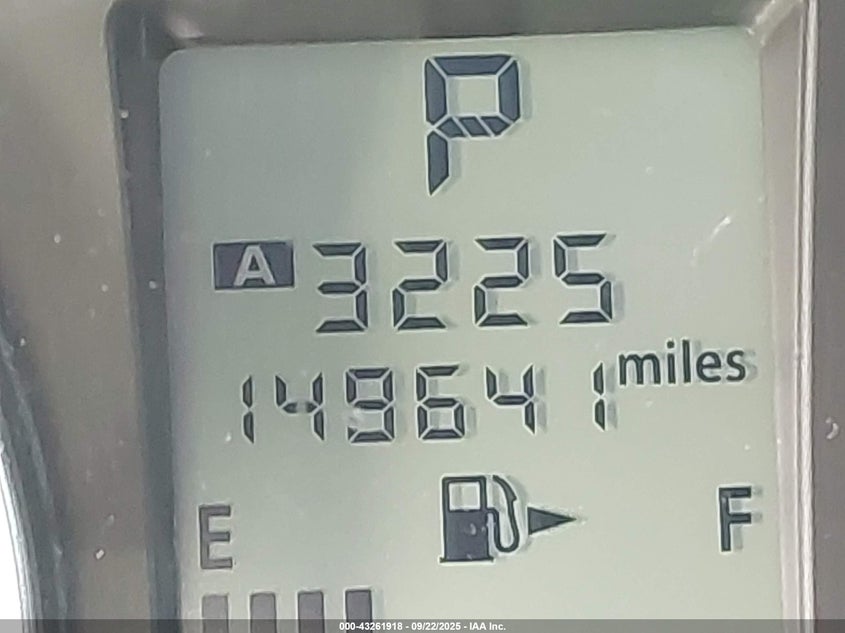 P
A 3225
149641 miles
E F
000-43261918 - 09/22/2025 - IAA Inc.